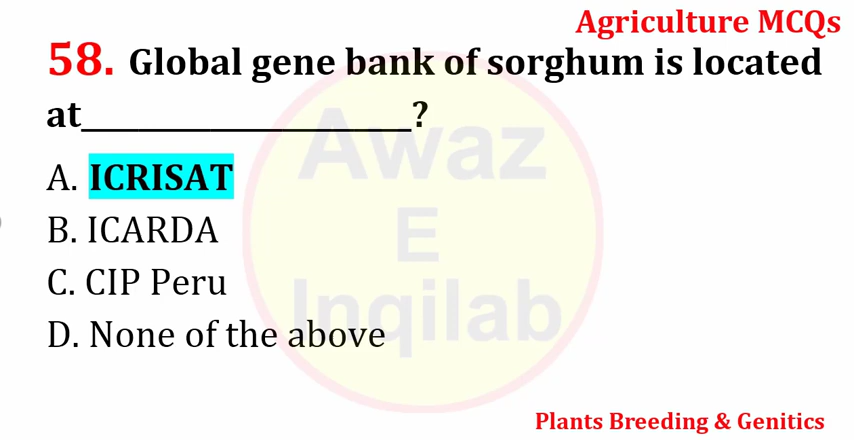 Agriculture MCQs
58. Global gene bank of sorghum is located
at____________________?
A. ICRISAT
B. ICARDA
C. CIP Peru
D. None of the above
Awaz
E
Inqilab
Plants Breeding & Genitics